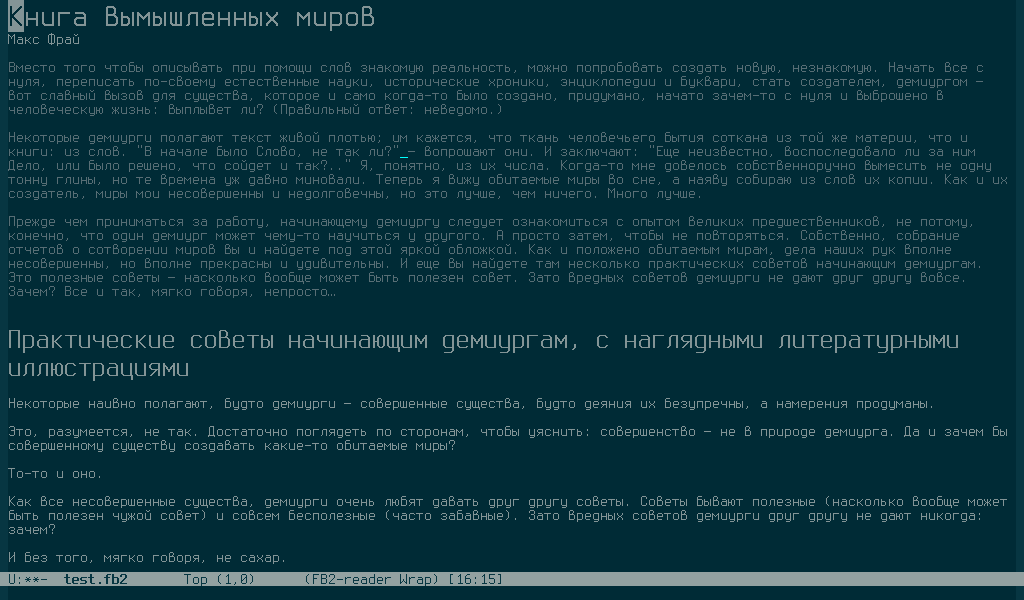 Книга Вымышленных миров
Макс Фрай
Вместо того чтобы описывать при помощи слов знакомую реальность, можно попробовать создать новую, незнакомую. Начать все с
нуля, переписать по-своему естественные науки, исторические хроники, энциклопедии и буквари, стать создателем, демиургом –
вот славный вызов для существа, которое и само когда-то было создано, придумано, начато зачем-то с нуля и выброшено в
человеческую жизнь: выплывет ли? (Правильный ответ: неведомо.)
Некоторые демиурги полагают текст живой плотью; им кажется, что ткань человечьего бытия соткана из той же материи, что и
книги: из слов. "В начале было Слово, не так ли?" – вопрошают они. И заключают: "Еще неизвестно, воспоследовало ли за ним
Дело, или было решено, что сойдет и так?.." Я, понятно, из их числа. Когда-то мне довелось собственноручно вымесить не одну
тонну глины, но те времена уж давно миновали. Теперь я вижу обитаемые миры во сне, а наяву собираю из слов их копии. Как и их
создатель, миры мои несовершенны и недолговечны, но это лучше, чем ничего. Много лучше.
Прежде чем приниматься за работу, начинающему демиургу следует ознакомиться с опытом великих предшественников, не потому,
конечно, что один демиург может чему-то научиться у другого. А просто затем, чтобы не повторяться. Собственно, собрание
отчетов о сотворении миров вы и найдете под этой яркой обложкой. Как и положено обитаемым мирам, дела наших рук вполне
несовершенны, но вполне прекрасны и удивительны. И еще вы найдете там несколько практических советов начинающим демиургам.
Это полезные советы – насколько вообще может быть полезен совет. Зато вредных советов демиурги не дают друг другу вовсе.
Зачем? Все и так, мягко говоря, непросто…
Практические советы начинающим демиургам, с наглядными литературными
иллюстрациями
Некоторые наивно полагают, будто демиурги – совершенные существа, будто деяния их безупречны, а намерения продуманы.
Это, разумеется, не так. Достаточно поглядеть по сторонам, чтобы уяснить: совершенство – не в природе демиурга. Да и зачем бы
совершенному существу создавать какие-то обитаемые миры?
То-то и оно.
Как все несовершенные существа, демиурги очень любят давать друг другу советы. Советы бывают полезные (насколько вообще может
быть полезен чужой совет) и совсем бесполезные (часто забавные). Зато вредных советов демиурги друг другу не дают никогда:
зачем?
И без того, мягко говоря, не сахар.
U:**-  test.fb2       Top (1,0)      (FB2-reader Wrap) [16:15]